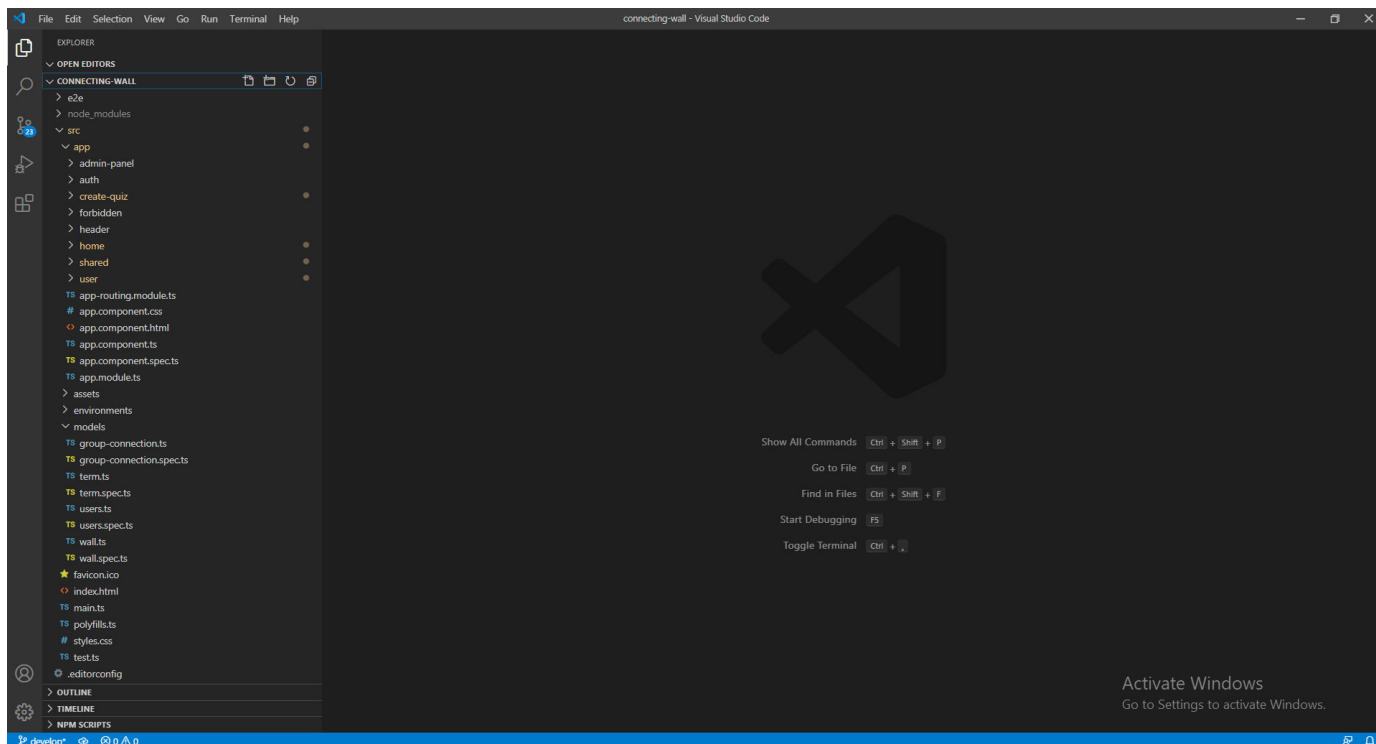 File Edit Selection View Go Run Terminal Help
connecting-wall - Visual Studio Code
EXPLORER
OPEN EDITORS
CONNECTING-WALL
e2e
node_modules
src
app
admin-panel
auth
create-quiz
forbidden
header
home
shared
user
TS app-routing.module.ts
# app.component.css
<> app.component.html
TS app.component.ts
TS app.component.spec.ts
TS app.module.ts
assets
environments
models
TS group-connection.ts
TS group-connection.spec.ts
TS term.ts
TS term.spec.ts
TS users.ts
TS users.spec.ts
TS wall.ts
TS wall.spec.ts
favicon.ico
<> index.html
TS main.ts
TS polyfills.ts
# styles.css
TS test.ts
.editorconfig
OUTLINE
TIMELINE
NPM SCRIPTS
23
Show All Commands Ctrl + Shift + P
Go to File Ctrl + P
Find in Files Ctrl + Shift + F
Start Debugging F5
Toggle Terminal Ctrl + ,
Activate Windows
Go to Settings to activate Windows.
develop* 0 0